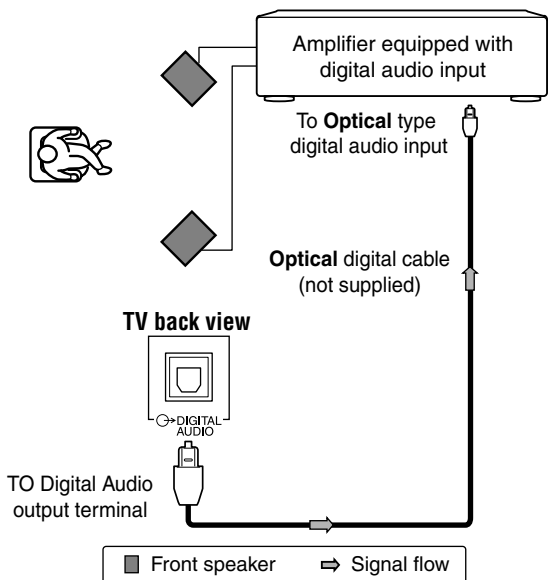 Amplifier equipped with
digital audio input
To Optical type
digital audio input
Optical digital cable
(not supplied)
TV back view
DIGITAL
AUDIO
TO Digital Audio
output terminal
Front speaker
Signal flow